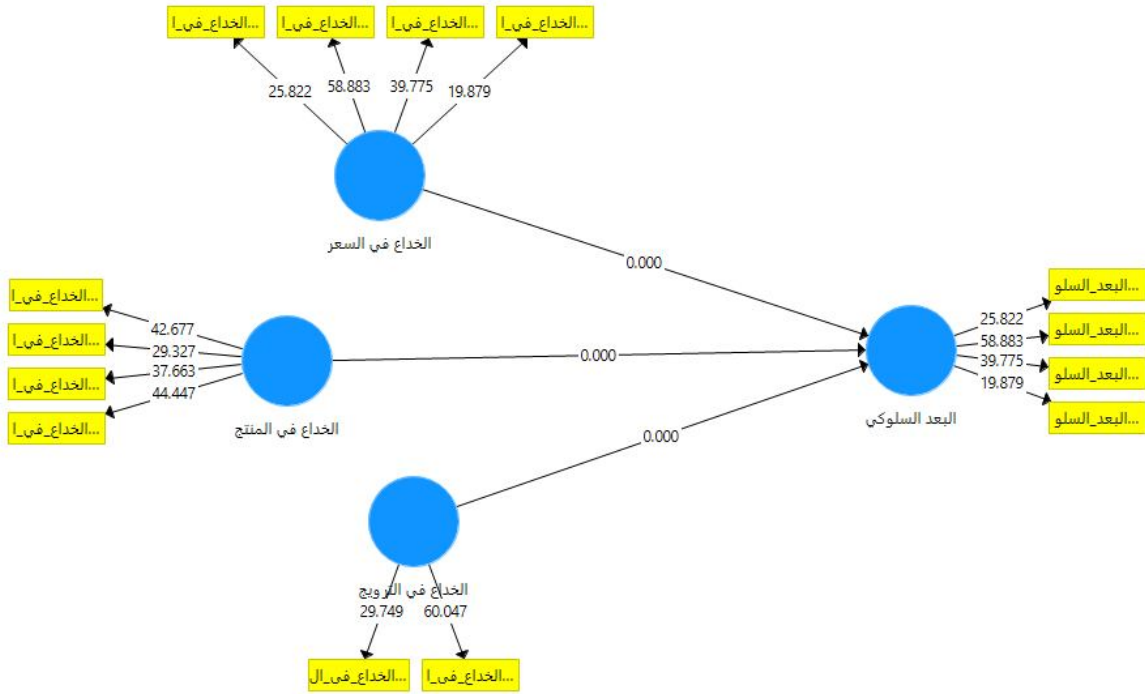 الخداع_في_ا...
الخداع_في_ا...
الخداع_في_ا...
الخداع_في_ا...
25.822
58.883
39.775
19.879
الخداع في السعر
0.000
الخداع_في_ا...
الخداع_في_ا...
الخداع_في_ا...
الخداع_في_ا...
42.677
29.327
37.663
44.447
الخداع في المنتج
0.000
البعد_السلو...
البعد_السلو...
البعد_السلو...
البعد_السلو...
25.822
58.883
39.775
19.879
البعد السلوكي
0.000
الخداع في الترويج
29.749
60.047
الخداع_في_ال...
الخداع_في_ا...